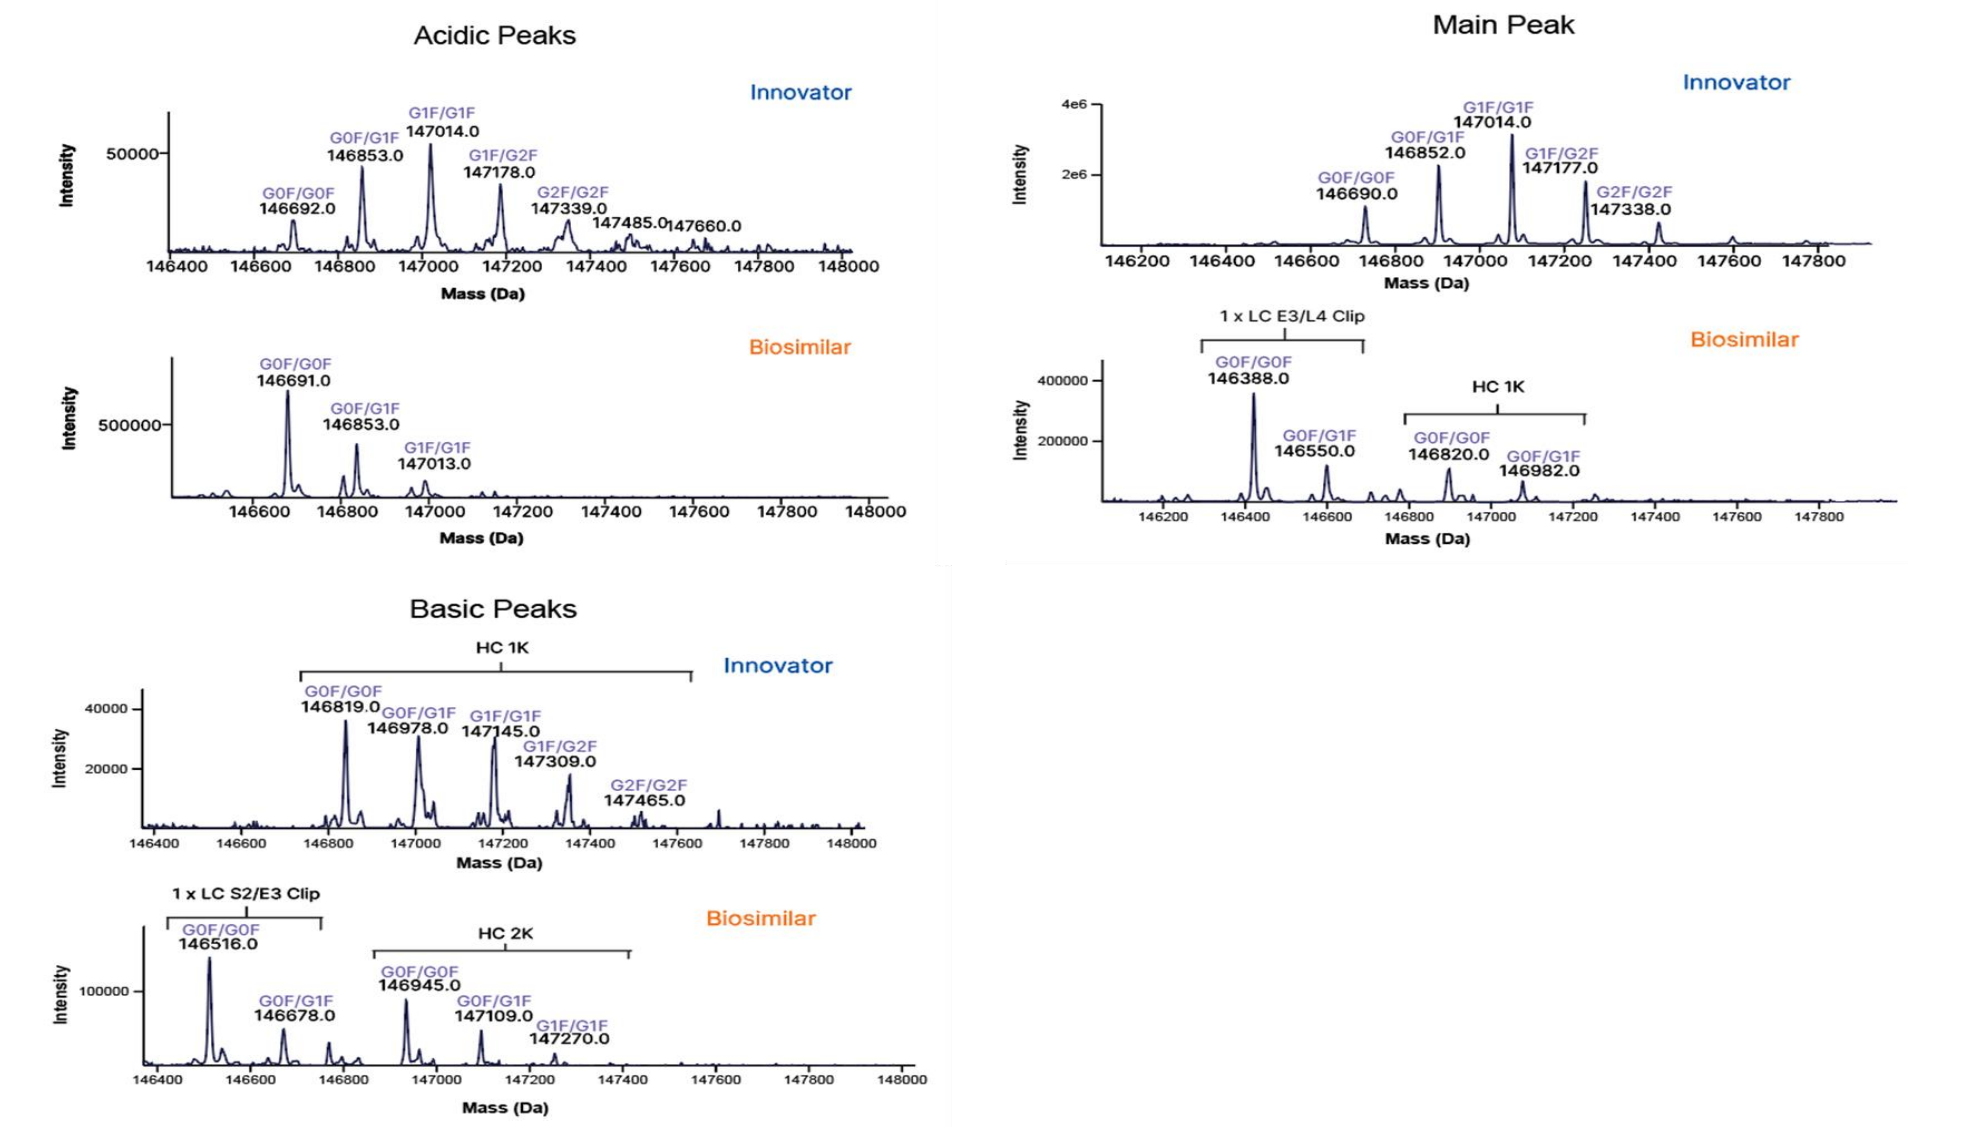 Acidic Peaks
Innovator
G1F/G1F
147014.0
G0F/G1F
146853.0
G1F/G2F
147178.0
G0F/G0F
146692.0
G2F/G2F
147339.0
147485.0
147660.0
Intensity
50000
146400 146600 146800 147000 147200 147400 147600 147800 148000
Mass (Da)
Biosimilar
G0F/G0F
146691.0
G0F/G1F
146853.0
G1F/G1F
147013.0
Intensity
500000
146600 146800 147000 147200 147400 147600 147800 148000
Mass (Da)
Main Peak
Innovator
4e6
G1F/G1F
147014.0
G0F/G1F
146852.0
G1F/G2F
147177.0
G0F/G0F
146690.0
G2F/G2F
147338.0
Intensity
2e6
146200 146400 146600 146800 147000 147200 147400 147600 147800
Mass (Da)
1 x LC E3/L4 Clip
Biosimilar
G0F/G0F
146388.0
HC 1K
G0F/G1F
146550.0
G0F/G0F
146820.0
G0F/G1F
146982.0
Intensity
400000
200000
146200 146400 146600 146800 147000 147200 147400 147600 147800
Mass (Da)
Basic Peaks
HC 1K
Innovator
G0F/G0F
146819.0
G0F/G1F
146978.0
G1F/G1F
147145.0
G1F/G2F
147309.0
G2F/G2F
147465.0
Intensity
40000
20000
146400 146600 146800 147000 147200 147400 147600 147800 148000
Mass (Da)
1 x LC S2/E3 Clip
Biosimilar
G0F/G0F
146516.0
HC 2K
G0F/G1F
146678.0
G0F/G0F
146945.0
G0F/G1F
147109.0
G1F/G1F
147270.0
Intensity
100000
146400 146600 146800 147000 147200 147400 147600 147800 148000
Mass (Da)